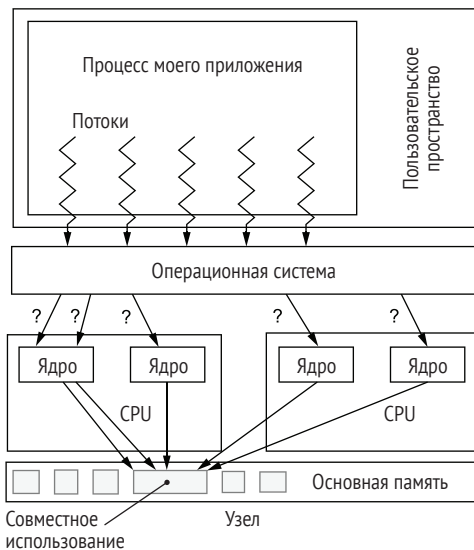 Процесс моего приложения
Потоки
Пользовательское
пространство
Операционная система
? ? ? ? ?
Ядро Ядро Ядро Ядро
CPU CPU
Основная память
Совместное
использование
Узел